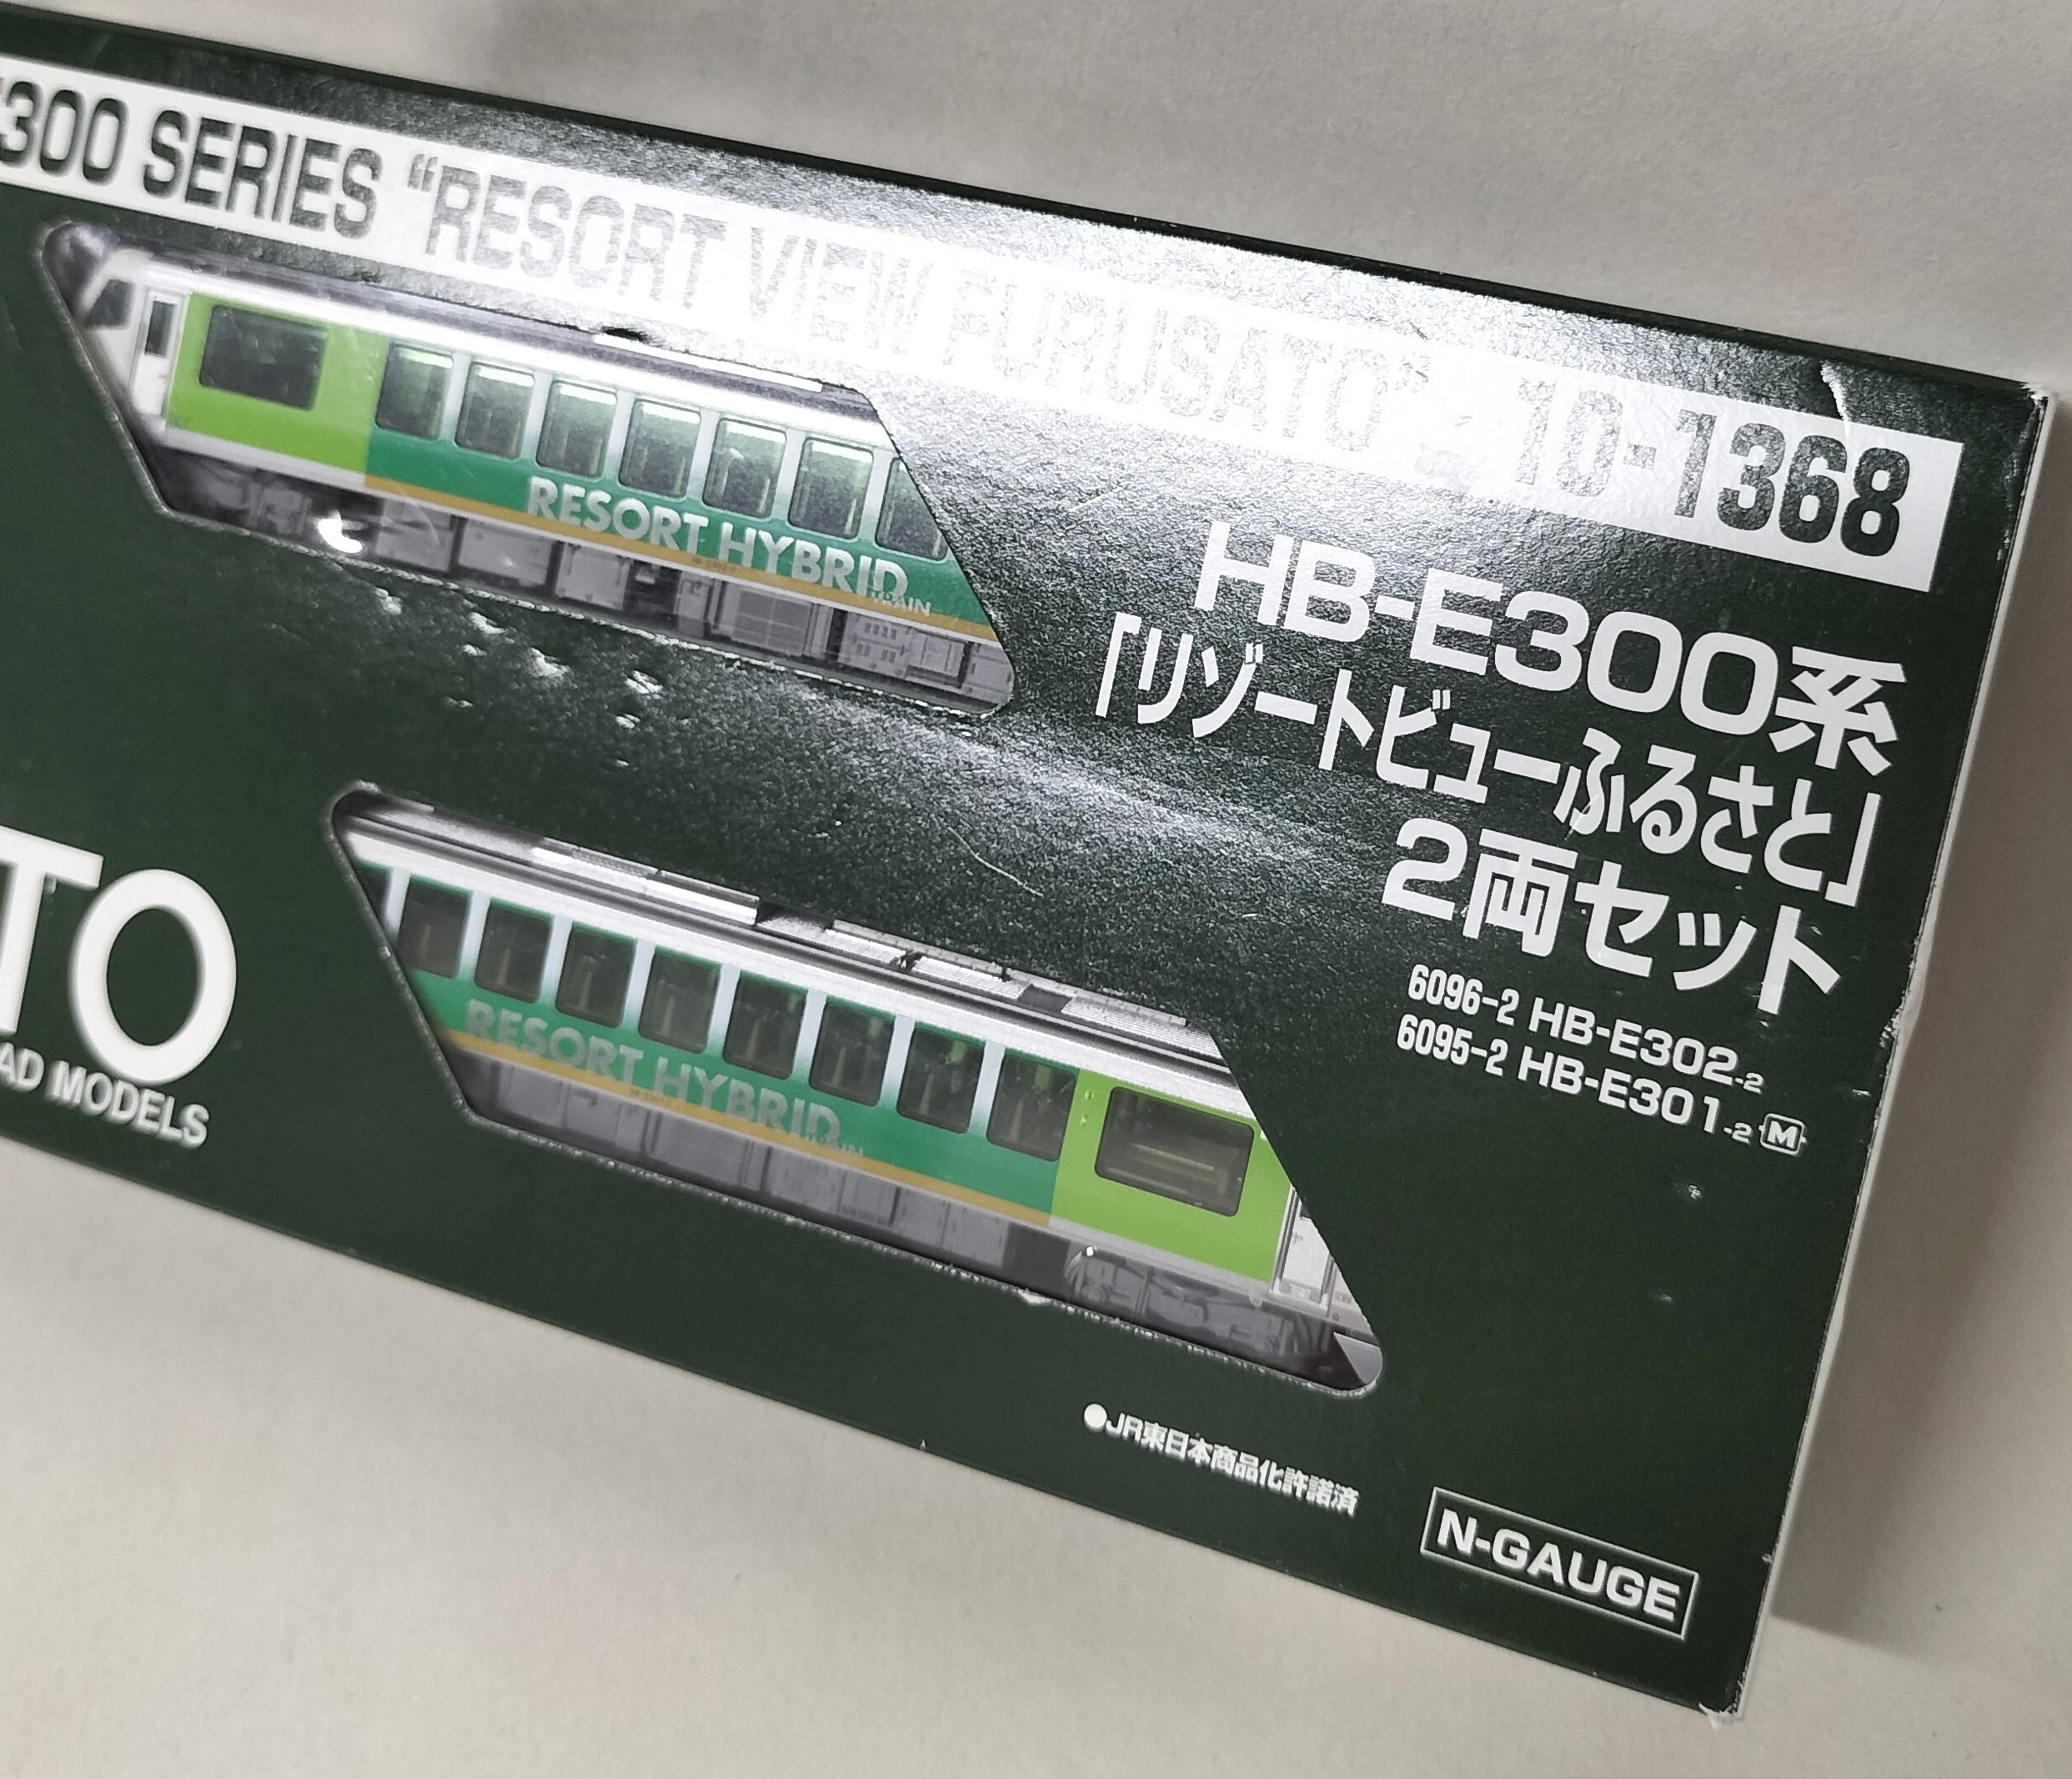 E300 SERIES “RESORT VIEW FURUSATO” 10-1368
RESORT HYBRID
TRAIN
HB-E300系
「リゾートビューふるさと」
2両セット
6096-2 HB-E302-2
6095-2 HB-E301-2 M
RESORT HYBRID
TRAIN
TO
AD MODELS
●JR東日本商品化許諾済
N-GAUGE